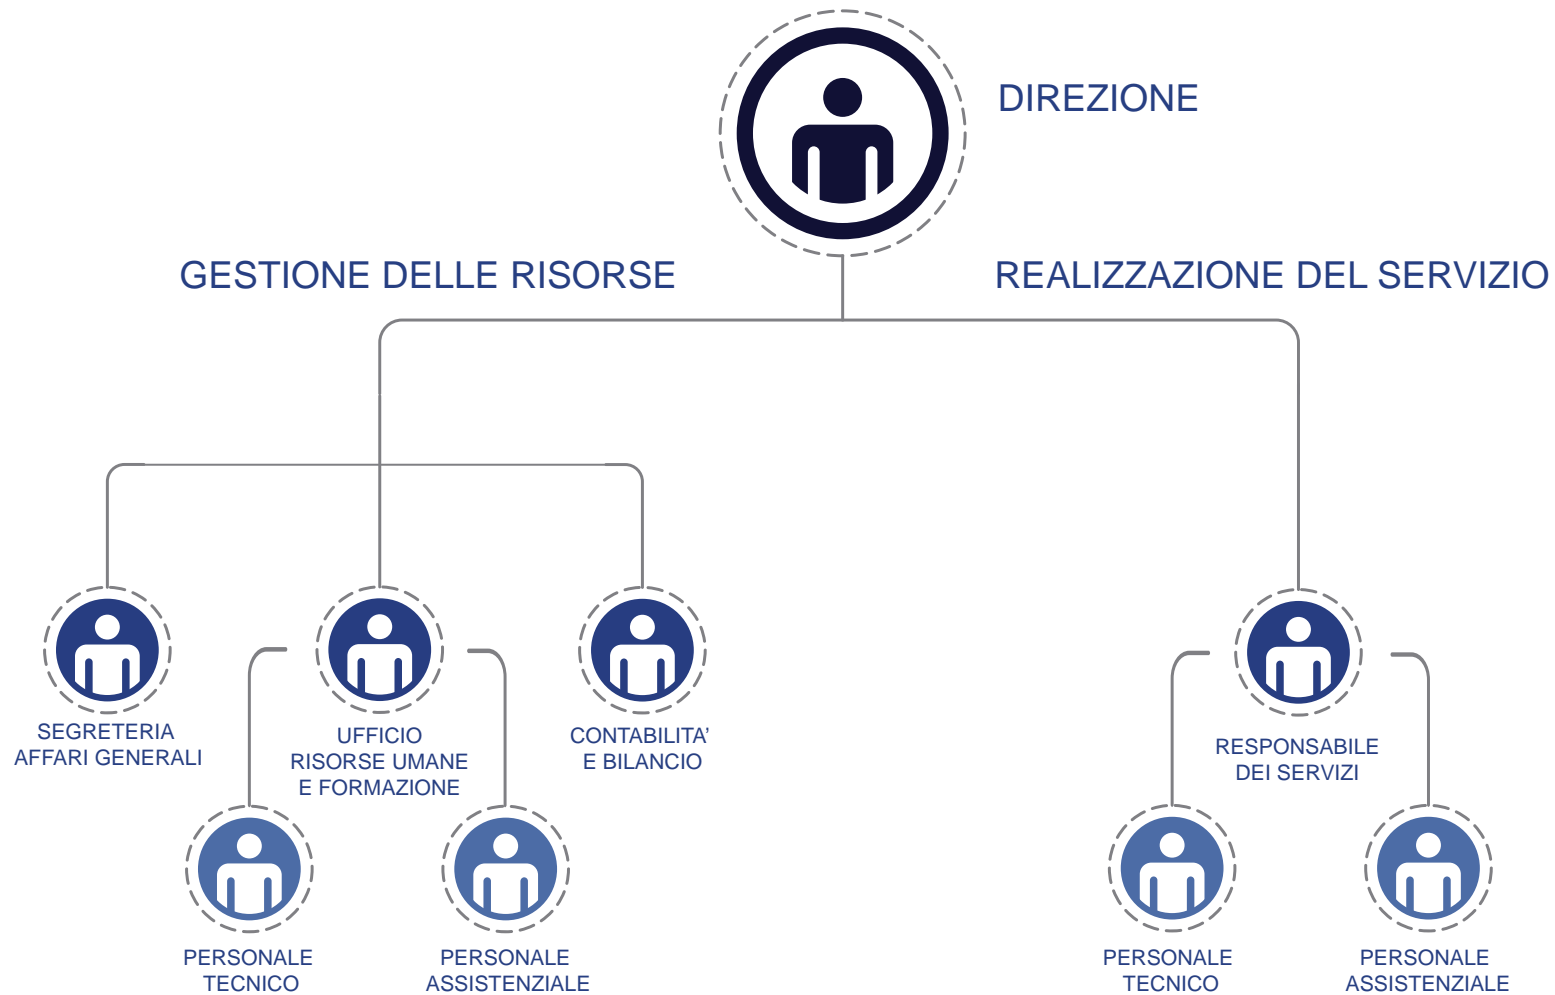 DIREZIONE
GESTIONE DELLE RISORSE
REALIZZAZIONE DEL SERVIZIO
SEGRETERIA
AFFARI GENERALI
UFFICIO
RISORSE UMANE
E FORMAZIONE
CONTABILITA’
E BILANCIO
RESPONSABILE
DEI SERVIZI
PERSONALE
TECNICO
PERSONALE
ASSISTENZIALE
PERSONALE
TECNICO
PERSONALE
ASSISTENZIALE